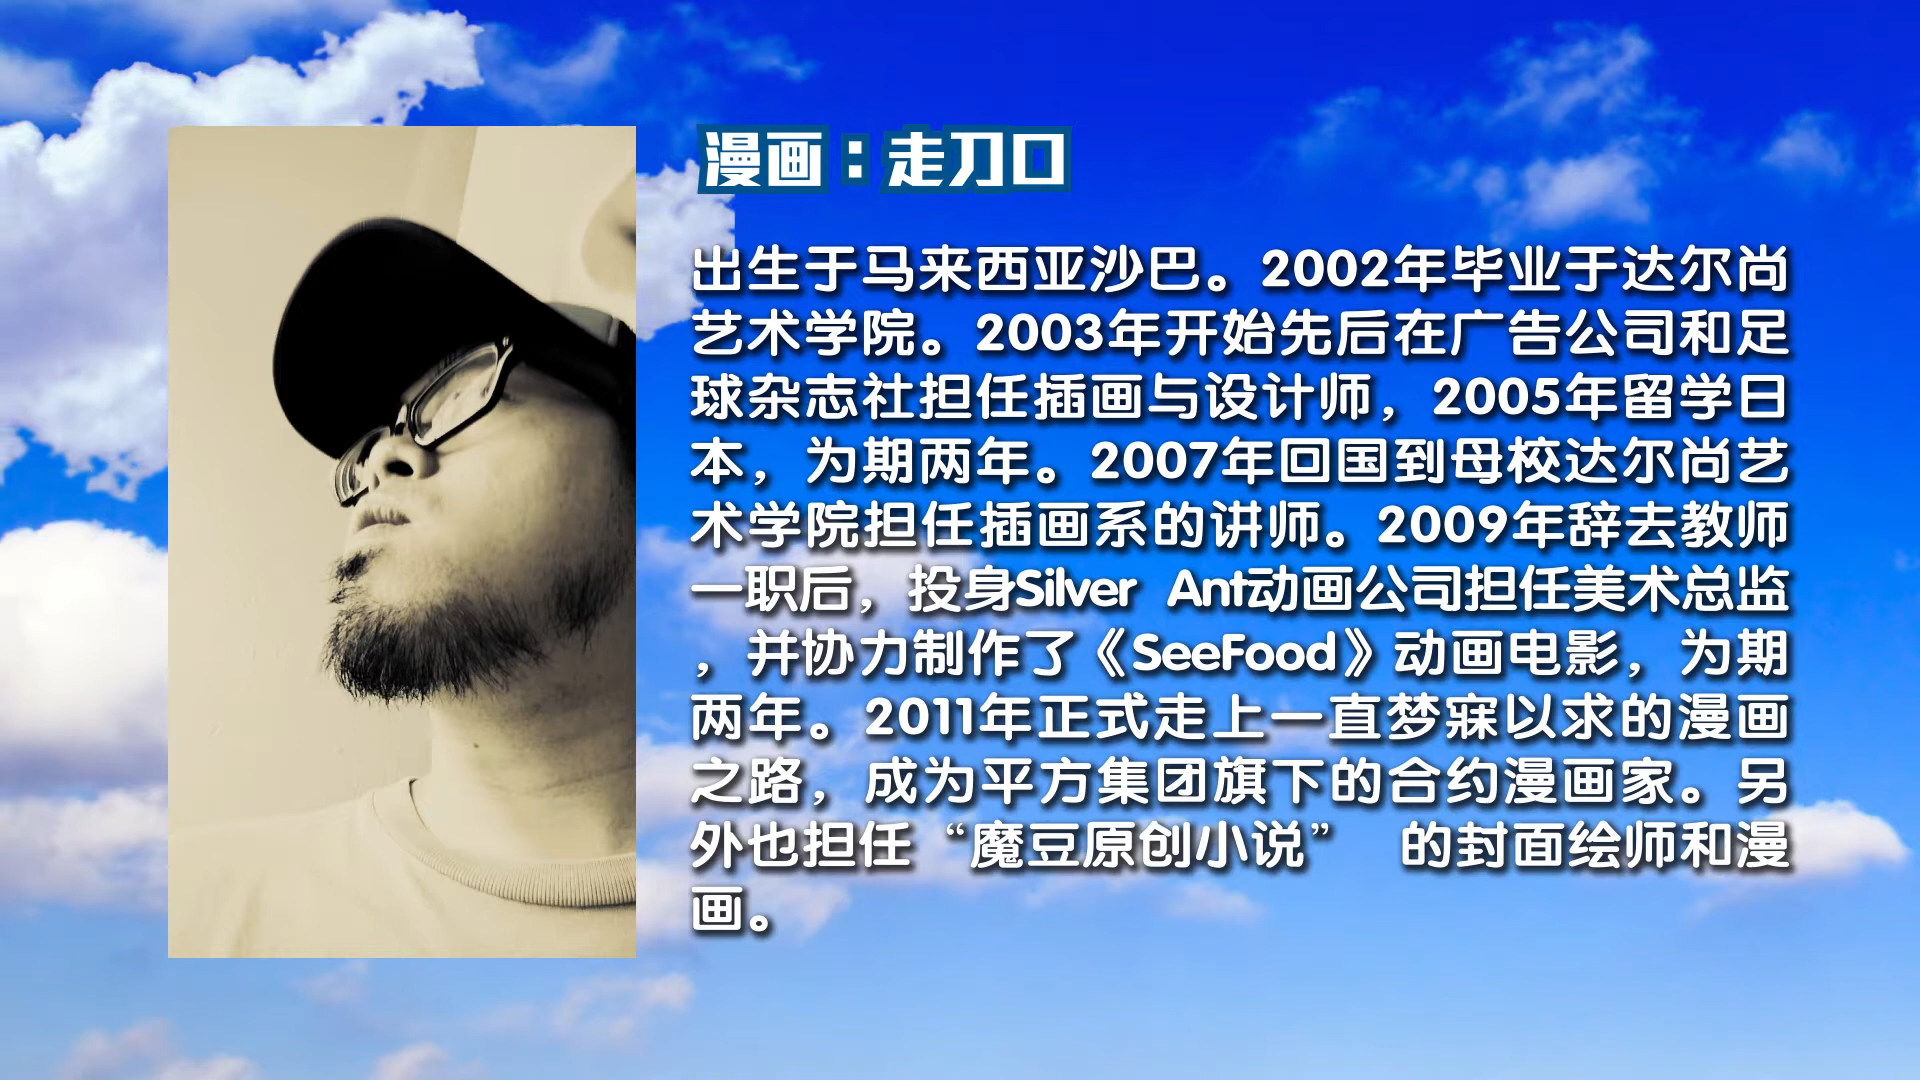 漫画：走刀口
出生于马来西亚沙巴。2002年毕业于达尔尚
艺术学院。2003年开始先后在广告公司和足
球杂志社担任插画与设计师，2005年留学日
本，为期两年。2007年回国到母校达尔尚艺
术学院担任插画系的讲师。2009年辞去教师
一职后，投身Silver Ant动画公司担任美术总监
，并协力制作了《SeeFood》动画电影，为期
两年。2011年正式走上一直梦寐以求的漫画
之路，成为平方集团旗下的合约漫画家。另
外也担任“魔豆原创小说” 的封面绘师和漫
画。